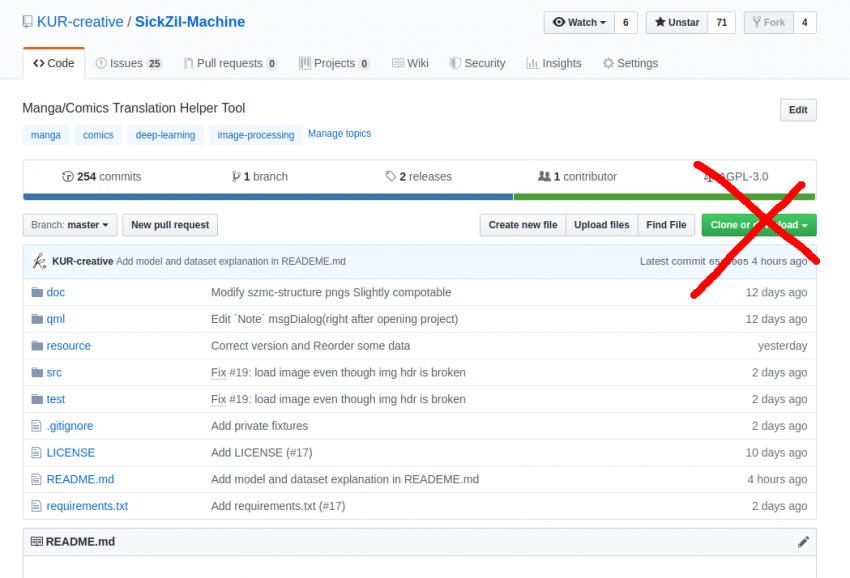 KUR-creative / SickZil-Machine
Watch 6
Unstar 71
Fork 4
Code
Issues 25
Pull requests 0
Projects 0
Wiki
Security
Insights
Settings
Manga/Comics Translation Helper Tool
Edit
manga comics deep-learning image-processing Manage topics
254 commits
1 branch
2 releases
1 contributor
AGPL-3.0
Branch: master
New pull request
Create new file
Upload files
Find File
Clone or download
KUR-creative Add model and dataset explanation in READEME.md
Latest commit 4 hours ago
doc Modify szmc-structure pngs Slightly compotable 12 days ago
qml Edit `Note` msgDialog(right after opening project) 12 days ago
resource Correct version and Reorder some data yesterday
src Fix #19: load image even though img hdr is broken 2 days ago
test Fix #19: load image even though img hdr is broken 2 days ago
.gitignore Add private fixtures 2 days ago
LICENSE Add LICENSE (#17) 10 days ago
README.md Add model and dataset explanation in READEME.md 4 hours ago
requirements.txt Add requirements.txt (#17) 2 days ago
README.md